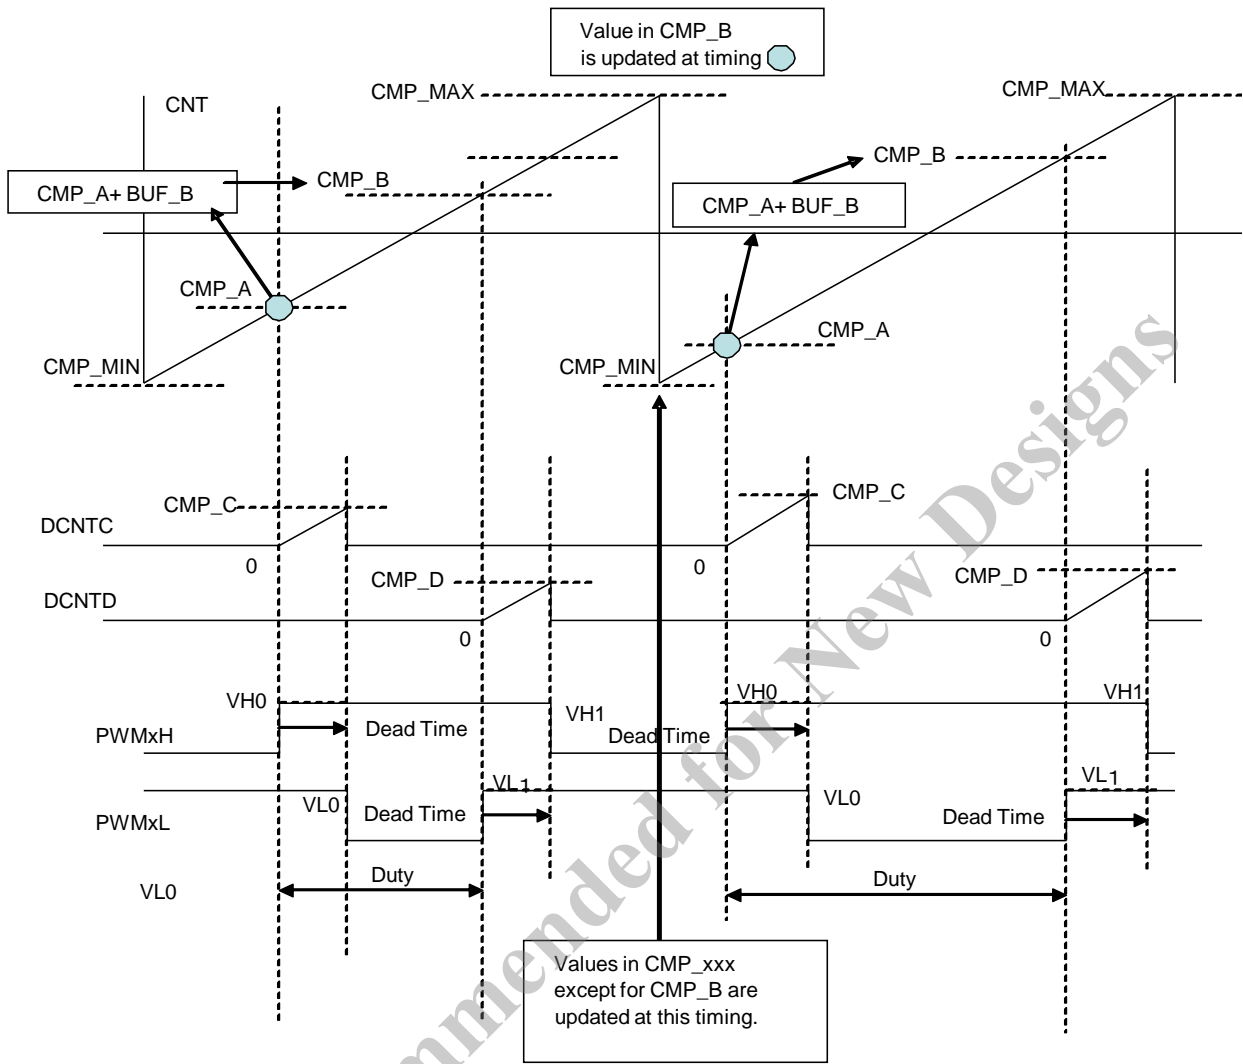 Value in CMP_B
is updated at timing
CNT
CMP_MAX
CMP_MAX
CMP_A+ BUF_B
CMP_B
CMP_B
CMP_A+ BUF_B
CMP_A
CMP_A
CMP_MIN
CMP_MIN
CMP_C
CMP_C
DCNTC
0
0
CMP_D
CMP_D
DCNTD
0
0
VH0
VH1
VH0
VH1
PWMxH
Dead Time
Dead Time
VL0
VL1
VL0
VL1
PWMxL
Dead Time
Dead Time
VL0
Duty
Duty
Values in CMP_xxx
except for CMP_B are
updated at this timing.
mmended for New Designs